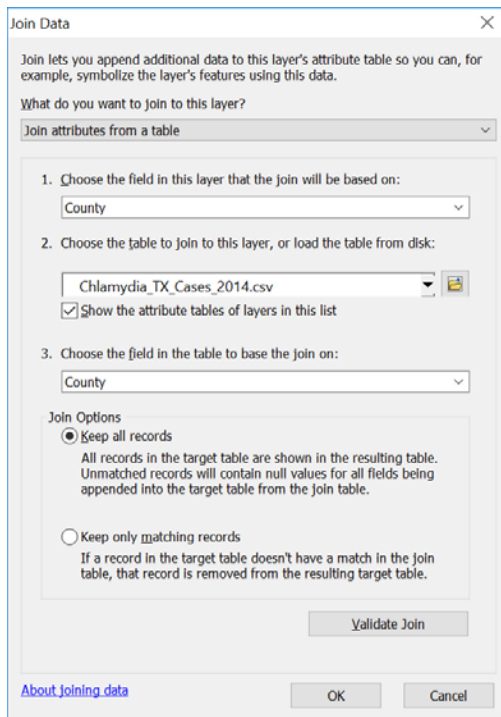 Join Data
Join lets you append additional data to this layer's attribute table so you can, for
example, symbolize the layer's features using this data.
What do you want to join to this layer?
Join attributes from a table
1. Choose the field in this layer that the join will be based on:
County
2. Choose the table to join to this layer, or load the table from disk:
Chlamydia_TX_Cases_2014.csv
Show the attribute tables of layers in this list
3. Choose the field in the table to base the join on:
County
Join Options
Keep all records
All records in the target table are shown in the resulting table.
Unmatched records will contain null values for all fields being
appended into the target table from the join table.
Keep only matching records
If a record in the target table doesn't have a match in the join
table, that record is removed from the resulting target table.
Validate Join
About joining data
OK
Cancel